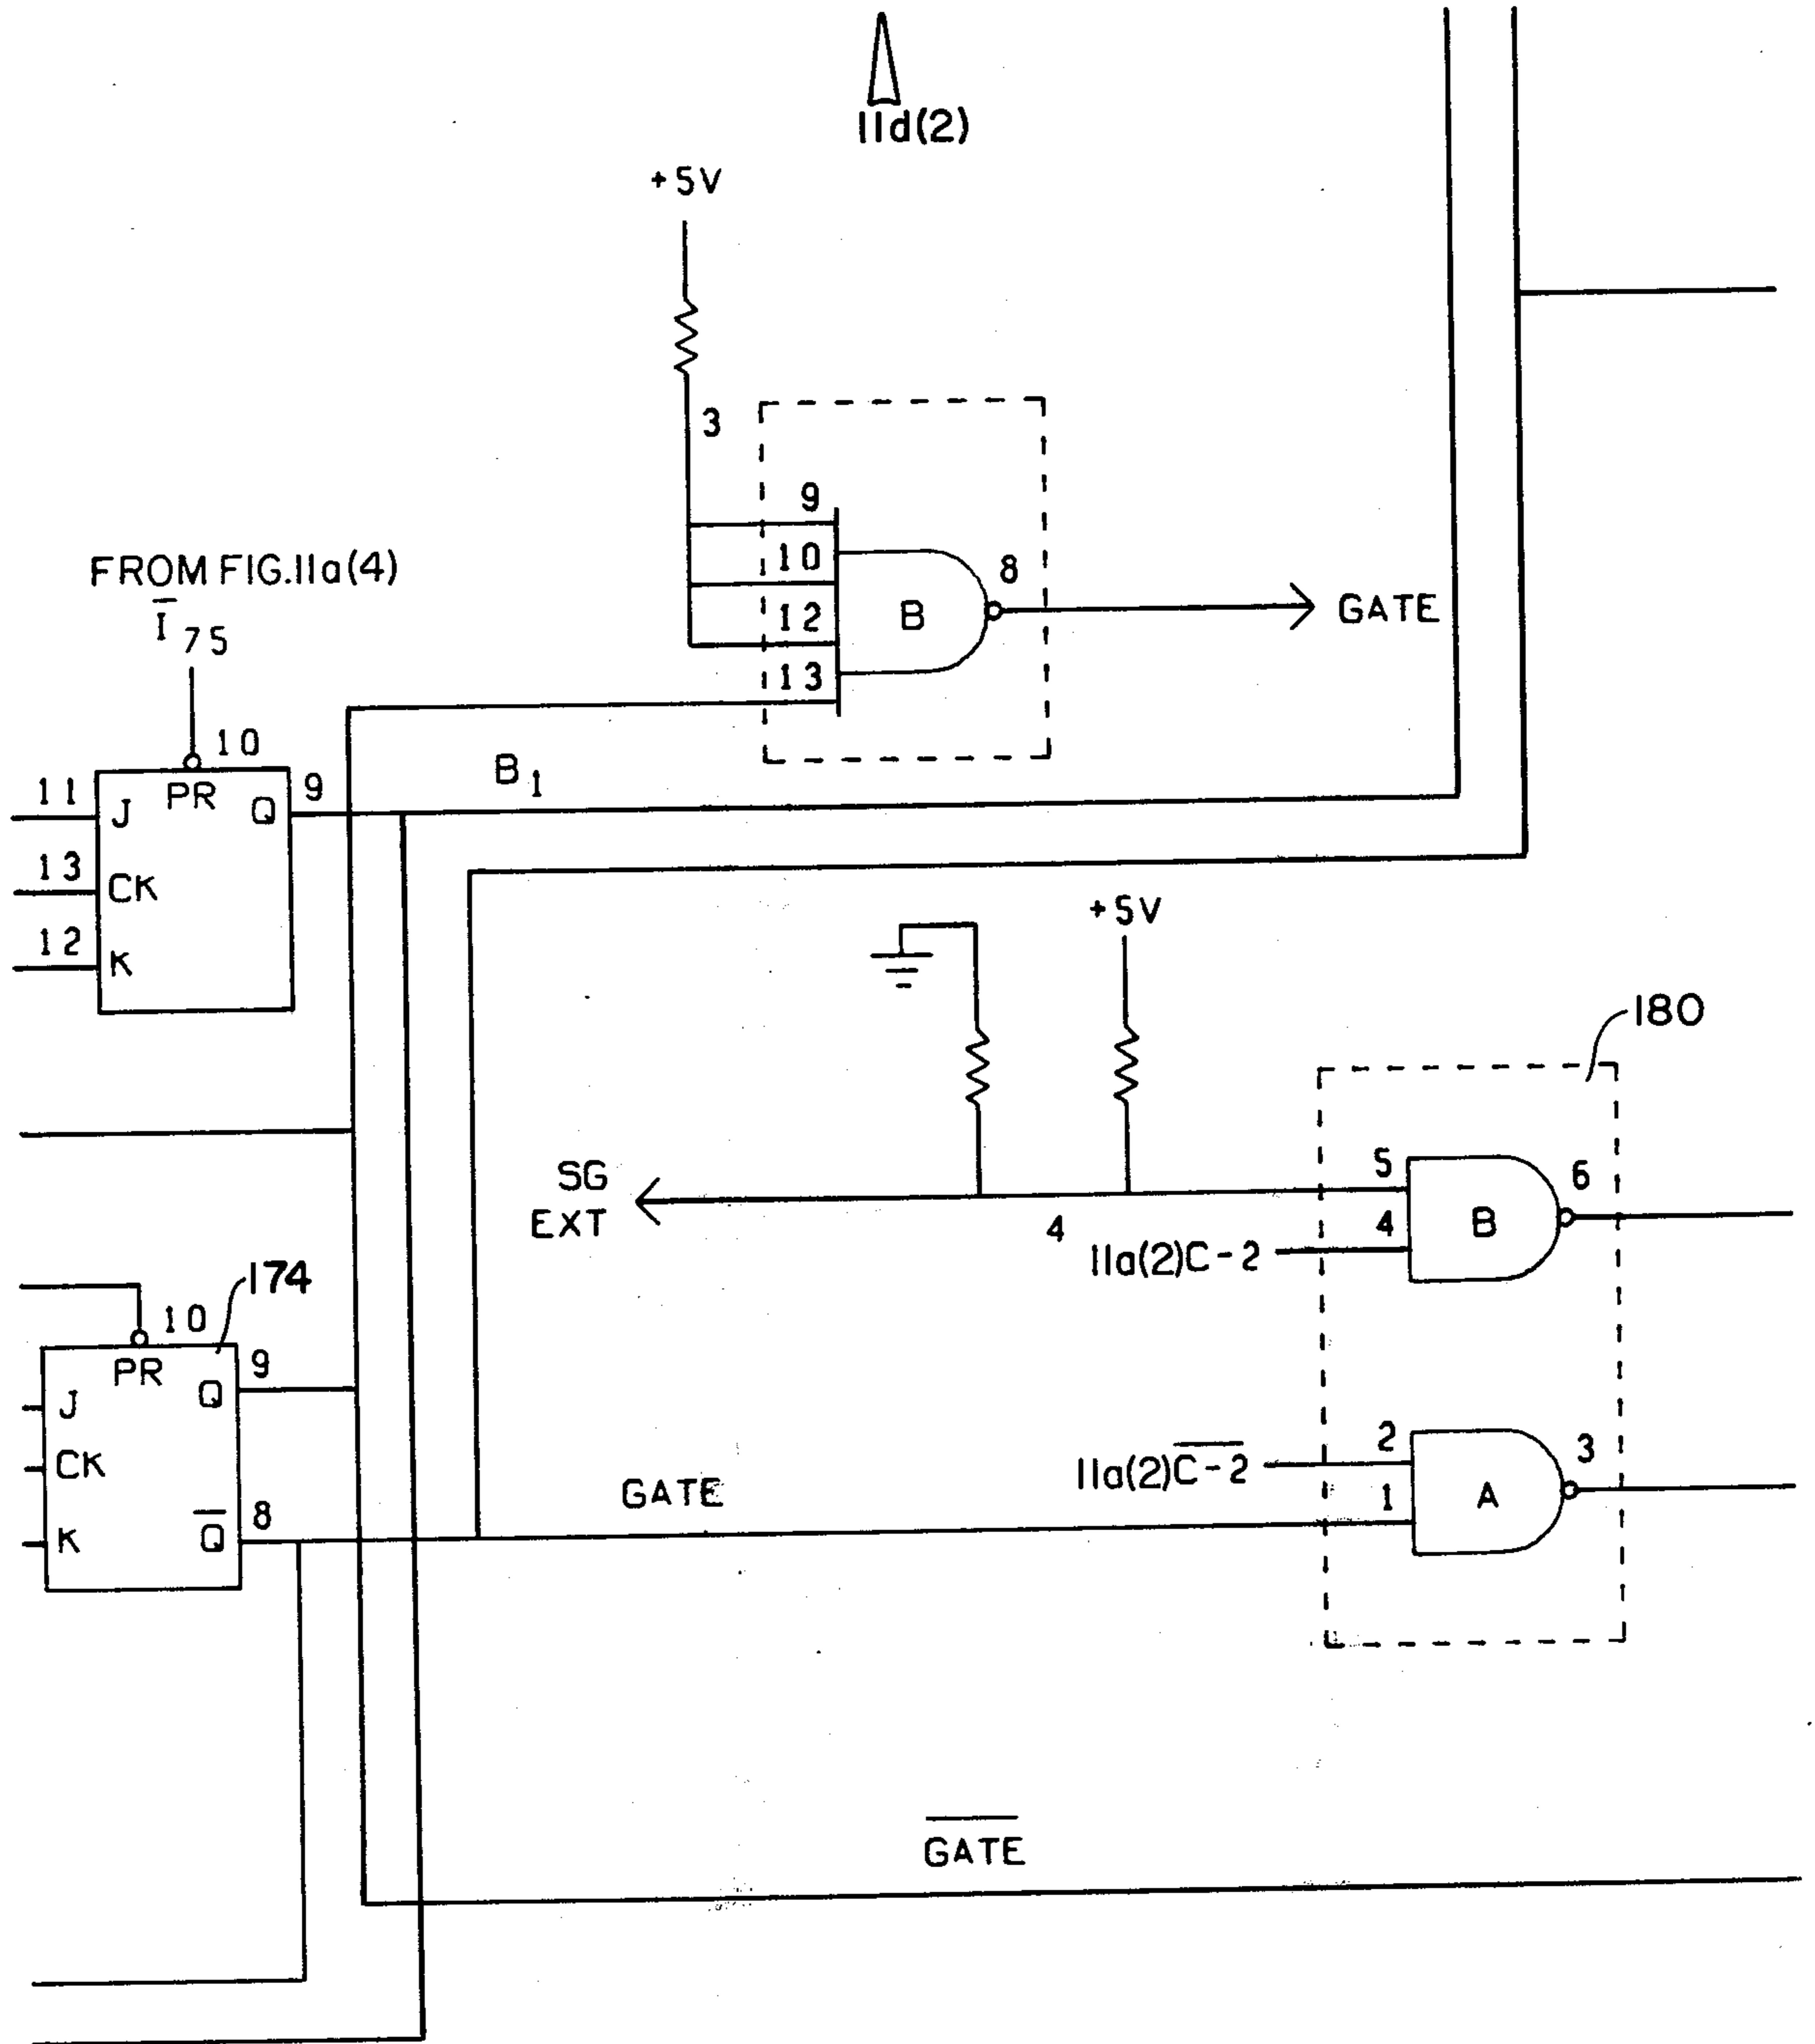 11d(2)
+5V
3
9
10
12
13
B
8
GATE
FROM FIG.11a(4)
I̅ 75
10
11
13
12
J
PR
Q
CK
K
9
B1
+5V
180
SG
EXT
4
5
4
B
6
11a(2)C-2
174
10
PR
J
Q
9
CK
K
Q̅
8
GATE
11a(2)C̅-̅2̅
2
1
A
3
G̅A̅T̅E̅